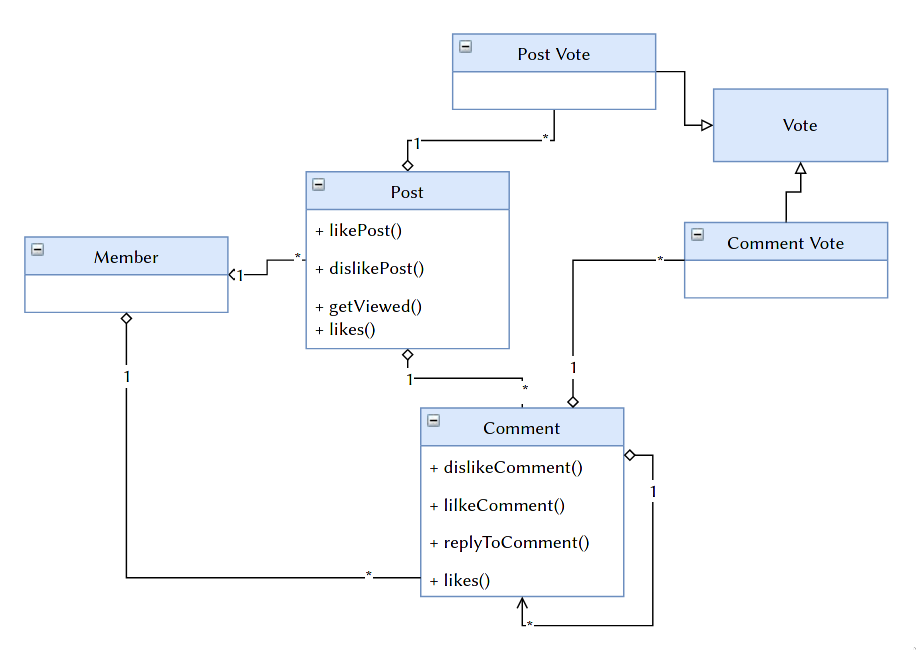 Post Vote
Vote
1
*
Post
+ likePost()
+ dislikePost()
+ getViewed()
+ likes()
Member
1
*
Comment Vote
*
1
1
*
1
*
Comment
+ dislikeComment()
+ lilkeComment()
+ replyToComment()
+ likes()
1
*